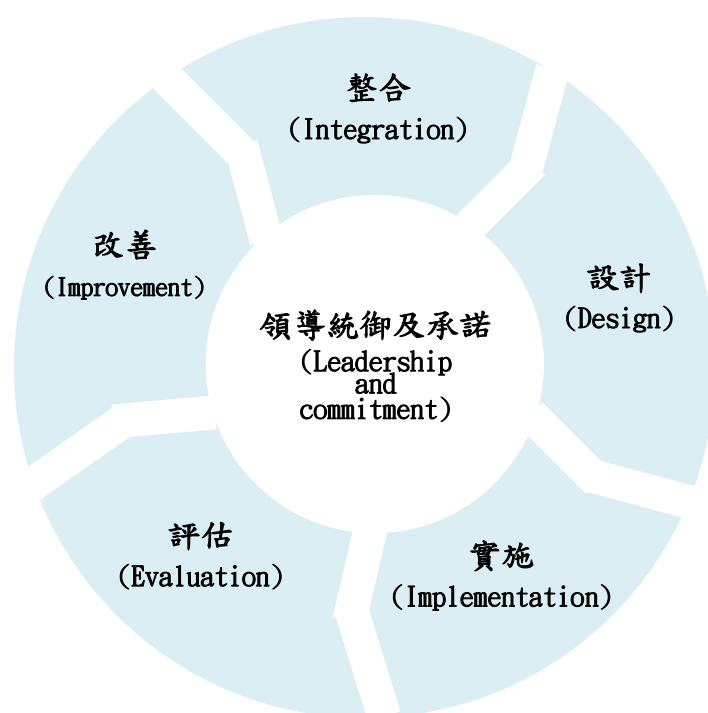 整合
(Integration)
設計
(Design)
實施
(Implementation)
評估
(Evaluation)
改善
(Improvement)
領導統御及承諾
(Leadership
and
commitment)